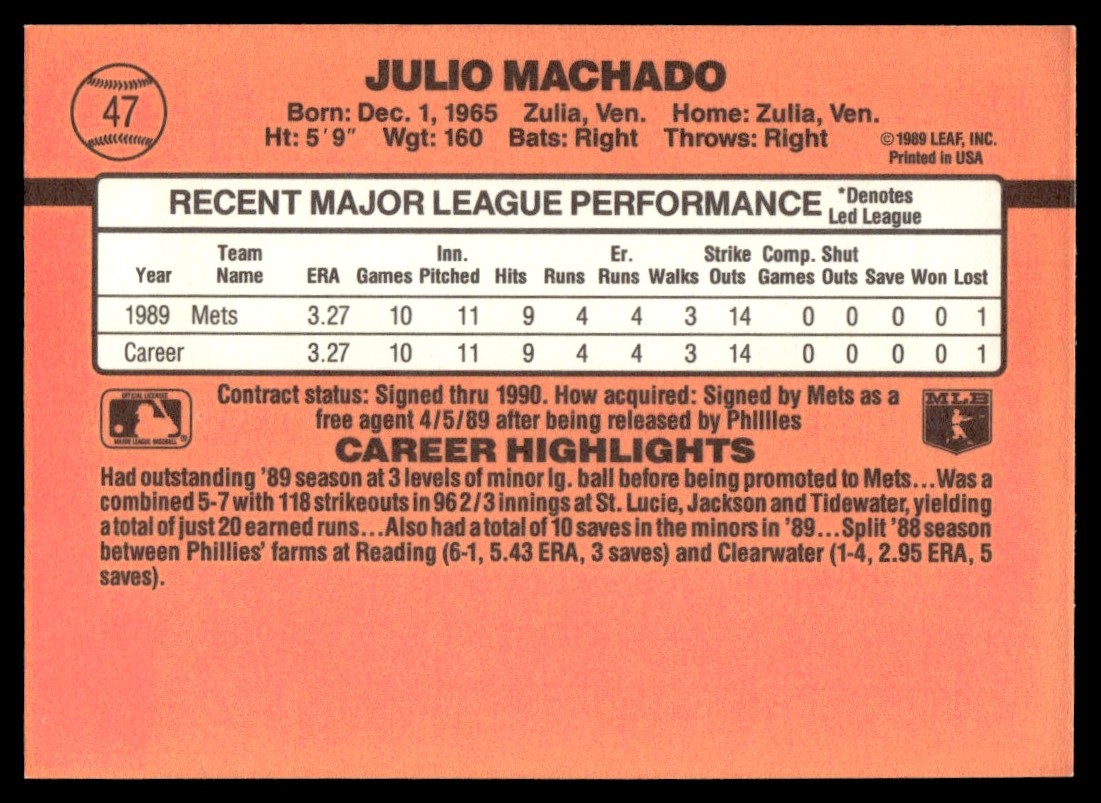 47
JULIO MACHADO
Born: Dec. 1, 1965 Zulia, Ven. Home: Zulia, Ven.
Ht: 5'9" Wgt: 160 Bats: Right Throws: Right
©1989 LEAF, INC.
Printed in USA
RECENT MAJOR LEAGUE PERFORMANCE *Denotes
Led League
Team Inn. Er. Strike Comp. Shut
Year Name ERA Games Pitched Hits Runs Runs Walks Outs Games Outs Save Won Lost
1989 Mets 3.27 10 11 9 4 4 3 14 0 0 0 0 1
Career 3.27 10 11 9 4 4 3 14 0 0 0 0 1
OFFICIAL LICENSEE
MAJOR LEAGUE BASEBALL
MLB
Contract status: Signed thru 1990. How acquired: Signed by Mets as a
free agent 4/5/89 after being released by Phillies
CAREER HIGHLIGHTS
Had outstanding '89 season at 3 levels of minor lg. ball before being promoted to Mets...Was a
combined 5-7 with 118 strikeouts in 96 2/3 innings at St. Lucie, Jackson and Tidewater, yielding
a total of just 20 earned runs...Also had a total of 10 saves in the minors in '89...Split '88 season
between Phillies' farms at Reading (6-1, 5.43 ERA, 3 saves) and Clearwater (1-4, 2.95 ERA, 5
saves).